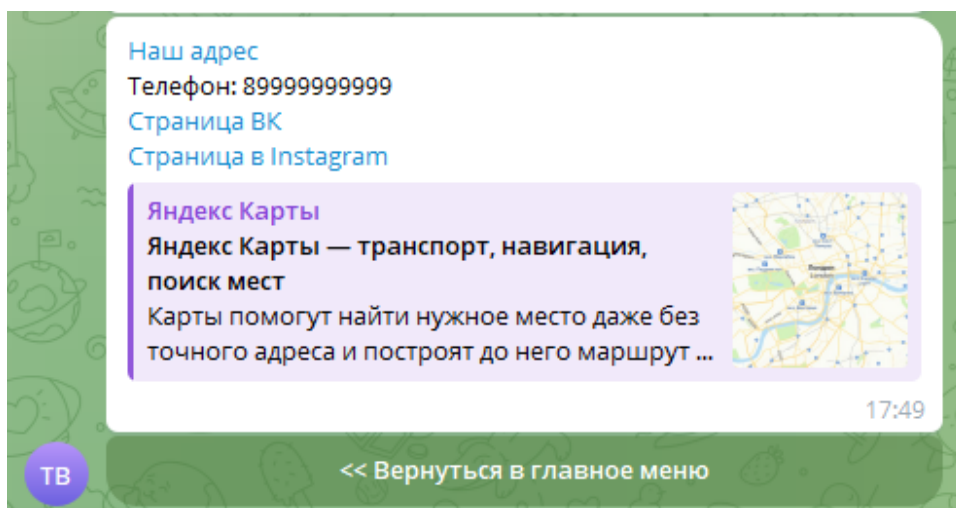 Наш адрес
Телефон: 89999999999
Страница ВК
Страница в Instagram
Яндекс Карты
Яндекс Карты — транспорт, навигация,
поиск мест
Карты помогут найти нужное место даже без
точного адреса и построят до него маршрут ...
17:49
ТВ
<< Вернуться в главное меню